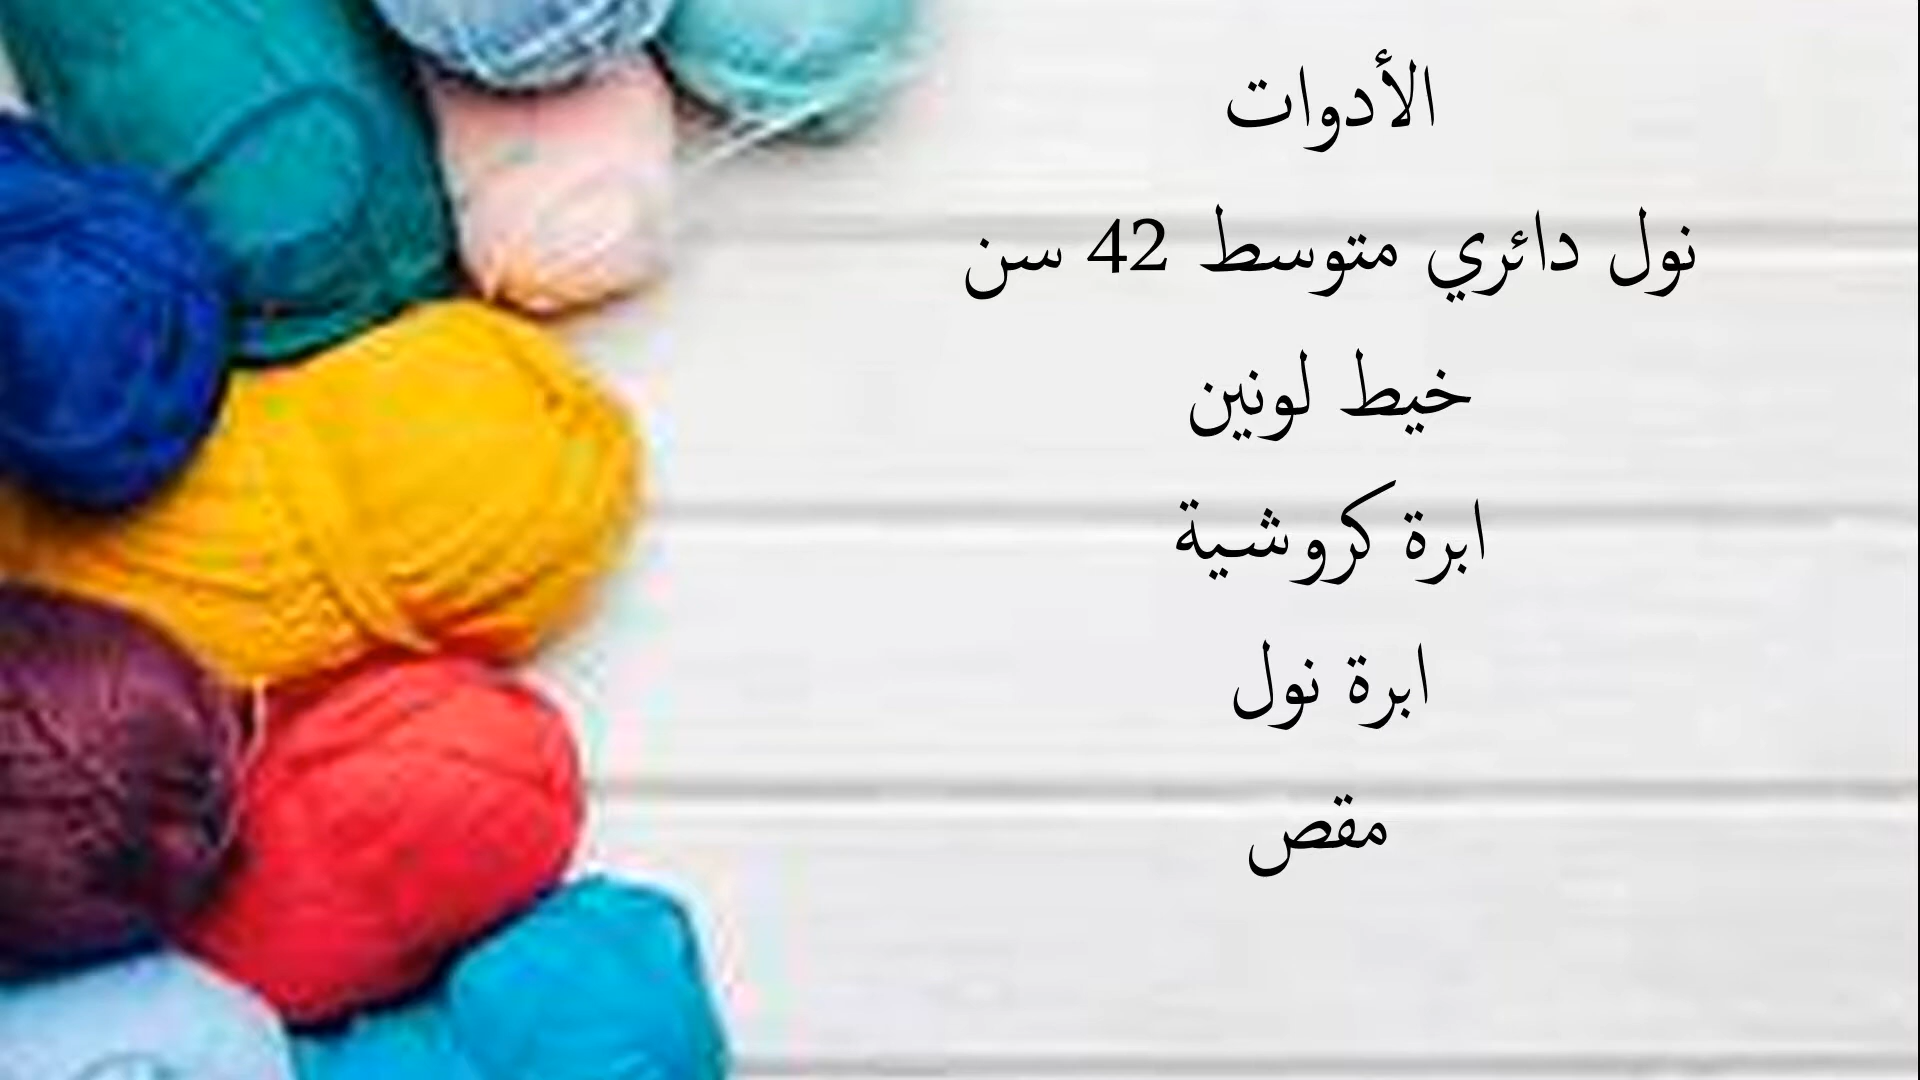 الأدوات
نول دائري متوسط 42 سن
خيط لونين
ابرة كروشية
ابرة نول
مقص